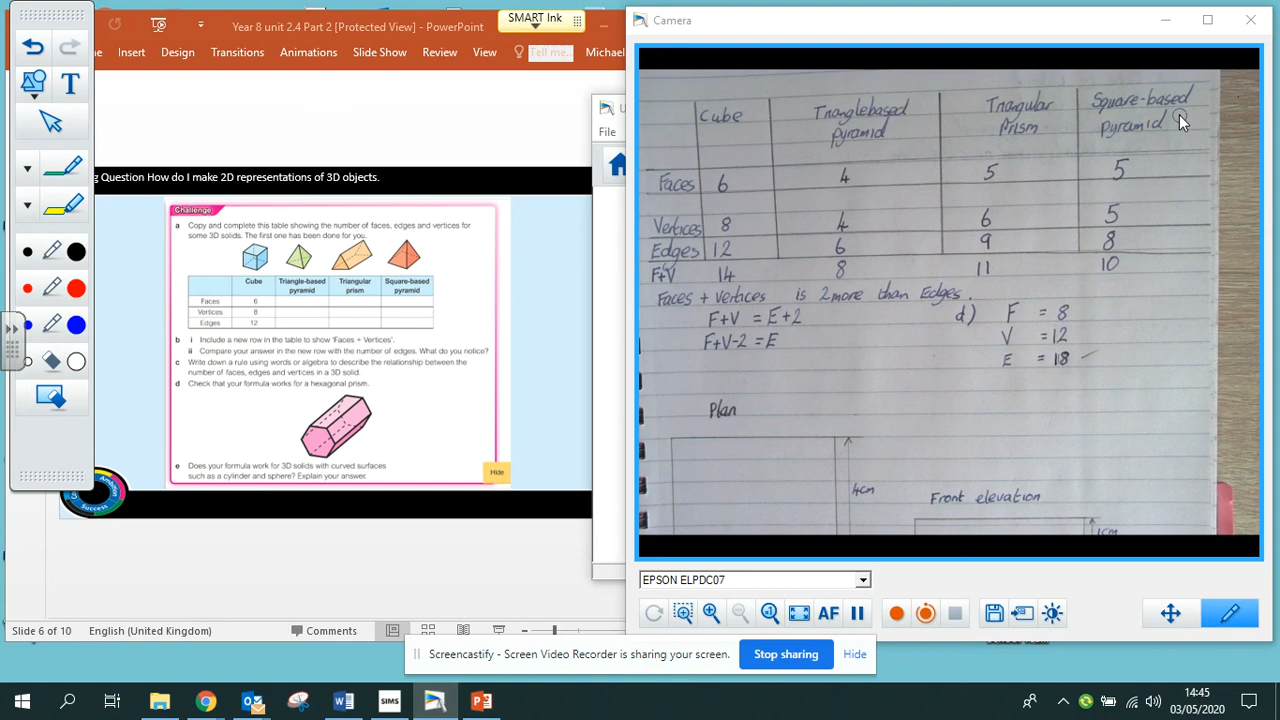 SMART Ink
Year 8 unit 2.4 Part 2 [Protected View] - PowerPoint
Insert Design Transitions Animations Slide Show Review View Tell me... Michael
File
ng Question How do I make 2D representations of 3D objects.
Challenge
a Copy and complete this table showing the number of faces, edges and vertices for
some 3D solids. The first one has been done for you.
Cube Triangle-based pyramid Triangular prism Square-based pyramid
Faces 6
Vertices 8
Edges 12
b i Include a new row in the table to show 'Faces + Vertices'.
ii Compare your answer in the new row with the number of edges. What do you notice?
c Write down a rule using words or algebra to describe the relationship between the
number of faces, edges and vertices in a 3D solid.
d Check that your formula works for a hexagonal prism.
e Does your formula work for 3D solids with curved surfaces
such as a cylinder and sphere? Explain your answer.
Hide
Success
Slide 6 of 10 English (United Kingdom) Comments
Camera
Cube Trianglebased pyramid Triangular Prism Square-based pyramid
Faces 6 4 5 5
Vertices 8 4 6 5
Edges 12 6 9 8
F+V 14 8 11 10
Faces + Vertices is 2 more than Edges.
F+V = E+2 d) F = 8
F+V-2 = E V = 12
E = 18
Plan
4cm
Front elevation
1cm
EPSON ELPDC07
AF
Screencastify - Screen Video Recorder is sharing your screen. Stop sharing Hide
SIMS
14:45
03/05/2020